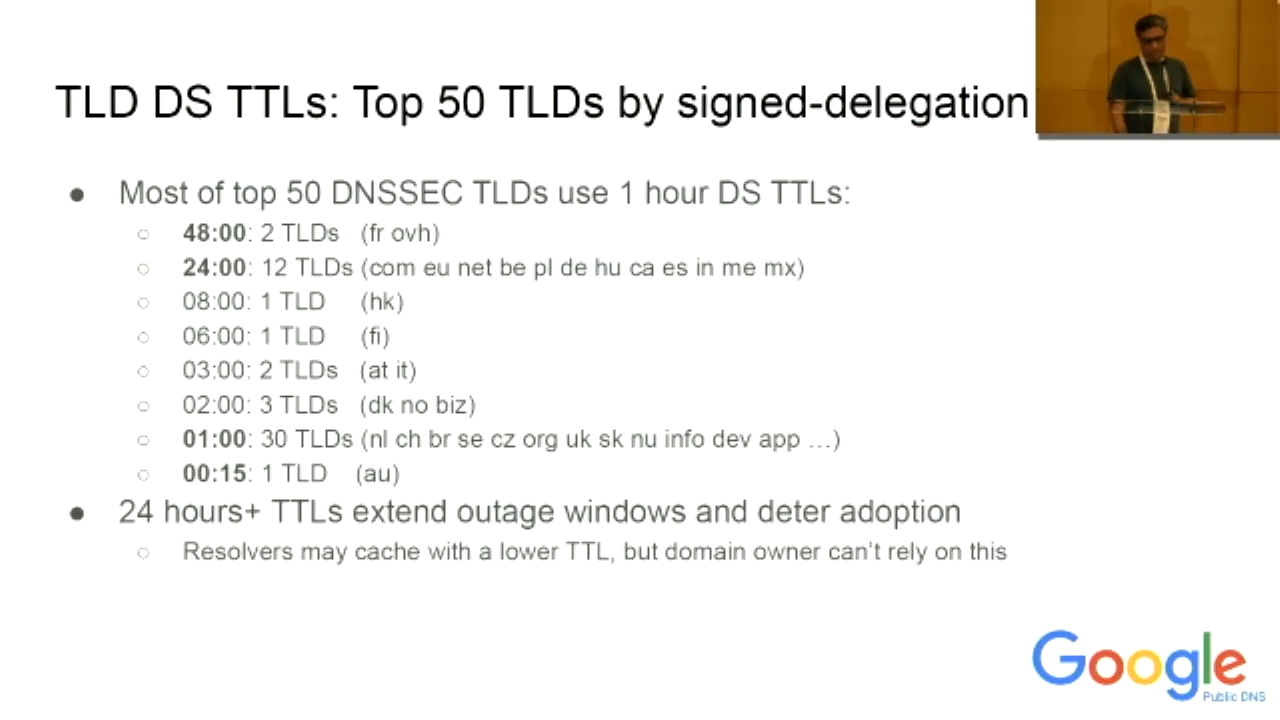 TLD DS TTLs: Top 50 TLDs by signed-delegation
● Most of top 50 DNSSEC TLDs use 1 hour DS TTLs:
○ 48:00: 2 TLDs (fr ovh)
○ 24:00: 12 TLDs (com eu net be pl de hu ca es in me mx)
○ 08:00: 1 TLD (hk)
○ 06:00: 1 TLD (fi)
○ 03:00: 2 TLDs (at it)
○ 02:00: 3 TLDs (dk no biz)
○ 01:00: 30 TLDs (nl ch br se cz org uk sk nu info dev app ...)
○ 00:15: 1 TLD (au)
● 24 hours+ TTLs extend outage windows and deter adoption
○ Resolvers may cache with a lower TTL, but domain owner can't rely on this
Google
Public DNS